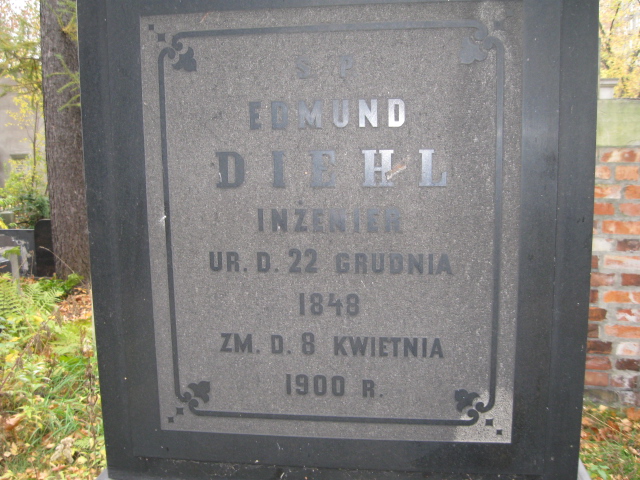 Ś. P.
EDMUND
DIEHL
INŻENIER
UR. D. 22 GRUDNIA
1848
ZM. D. 8 KWIETNIA
1900 R.